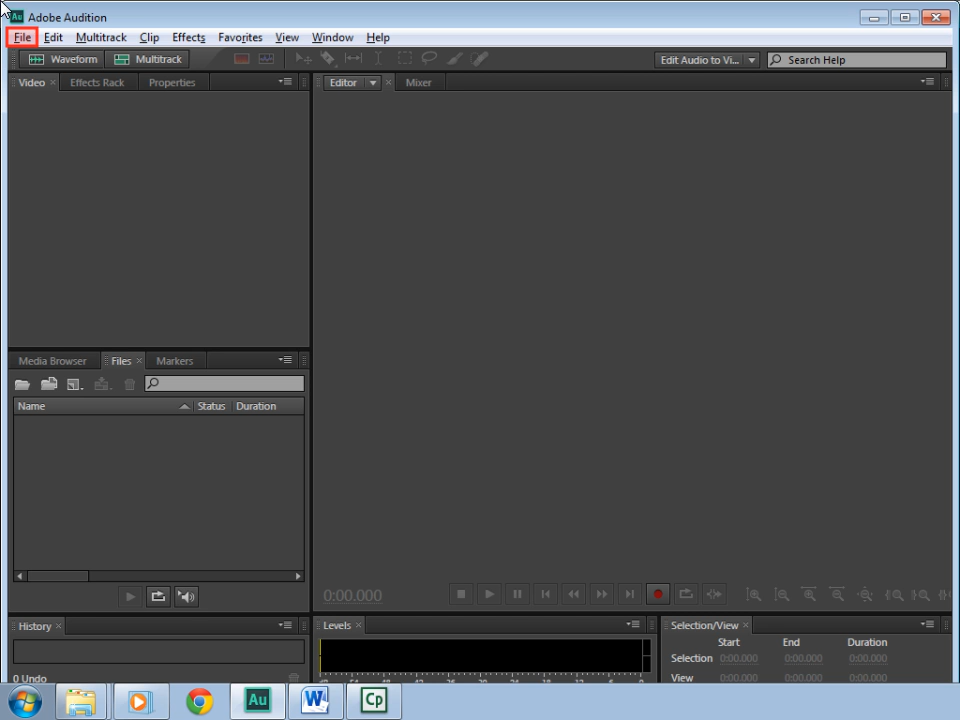 Au Adobe Audition
File Edit Multitrack Clip Effects Favorites View Window Help
Waveform Multitrack Edit Audio to Vi... Search Help
Video × Effects Rack Properties
Editor × Mixer
Media Browser Files × Markers
Name Status Duration
0:00.000
History ×
0 Undo
Levels ×
Selection/View ×
Start End Duration
Selection 0:00.000 0:00.000 0:00.000
View 0:00.000 0:00.000 0:00.000
Au W Cp